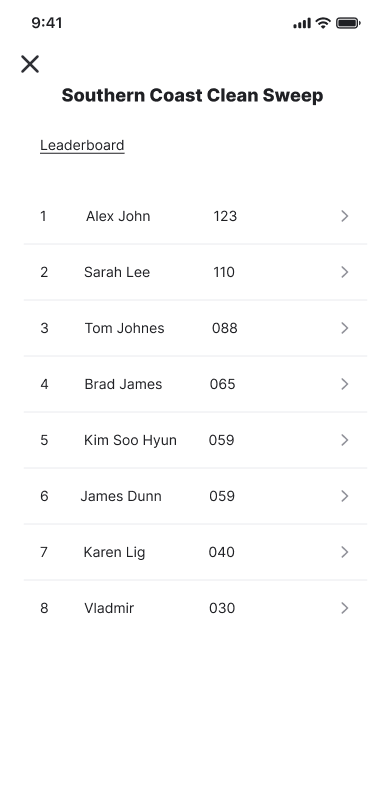 9:41
Southern Coast Clean Sweep
Leaderboard
1 Alex John 123
2 Sarah Lee 110
3 Tom Johnes 088
4 Brad James 065
5 Kim Soo Hyun 059
6 James Dunn 059
7 Karen Lig 040
8 Vladmir 030